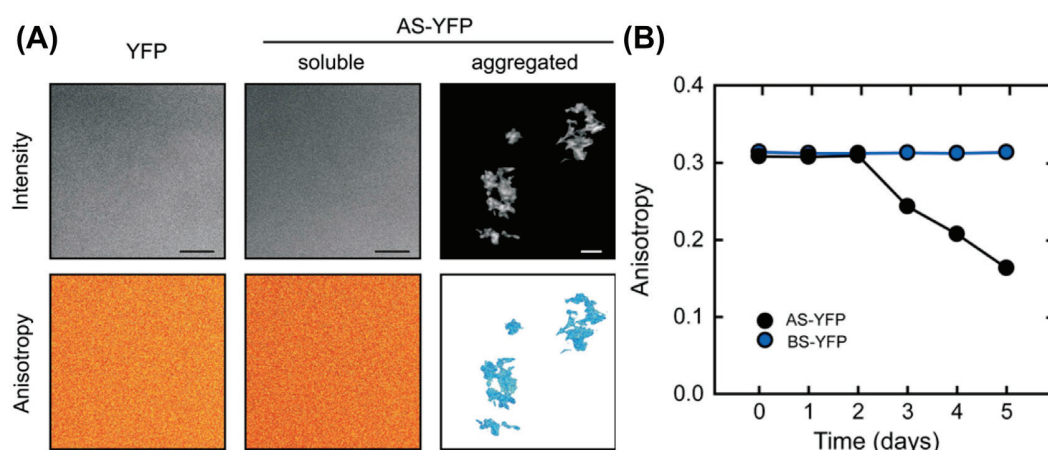 (A)
YFP
AS-YFP
soluble
aggregated
Intensity
Anisotropy
(B)
Anisotropy
0.4
0.3
0.2
0.1
0.0
AS-YFP
BS-YFP
0 1 2 3 4 5
Time (days)